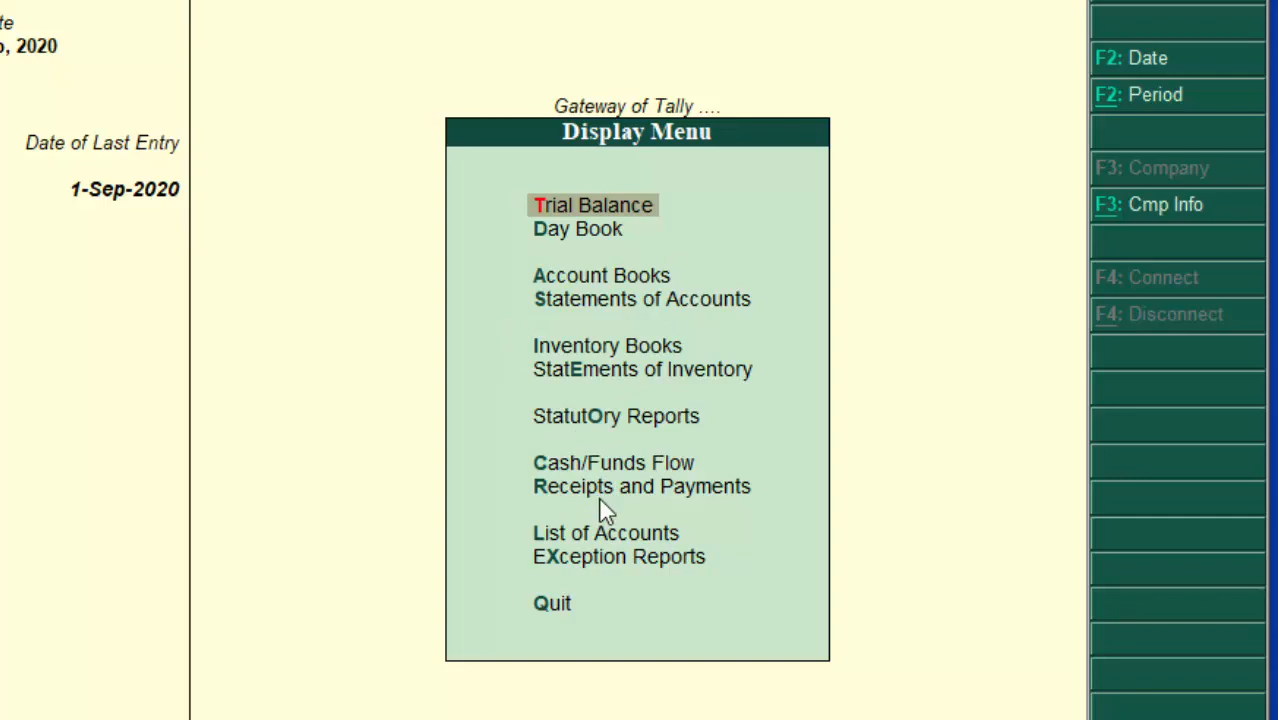 te
o, 2020
Date of Last Entry
1-Sep-2020
Gateway of Tally ....
Display Menu
Trial Balance
Day Book
Account Books
Statements of Accounts
Inventory Books
StatEments of Inventory
StatutOry Reports
Cash/Funds Flow
Receipts and Payments
List of Accounts
EXception Reports
Quit
F2: Date
F2: Period
F3: Company
F3: Cmp Info
F4: Connect
F4: Disconnect